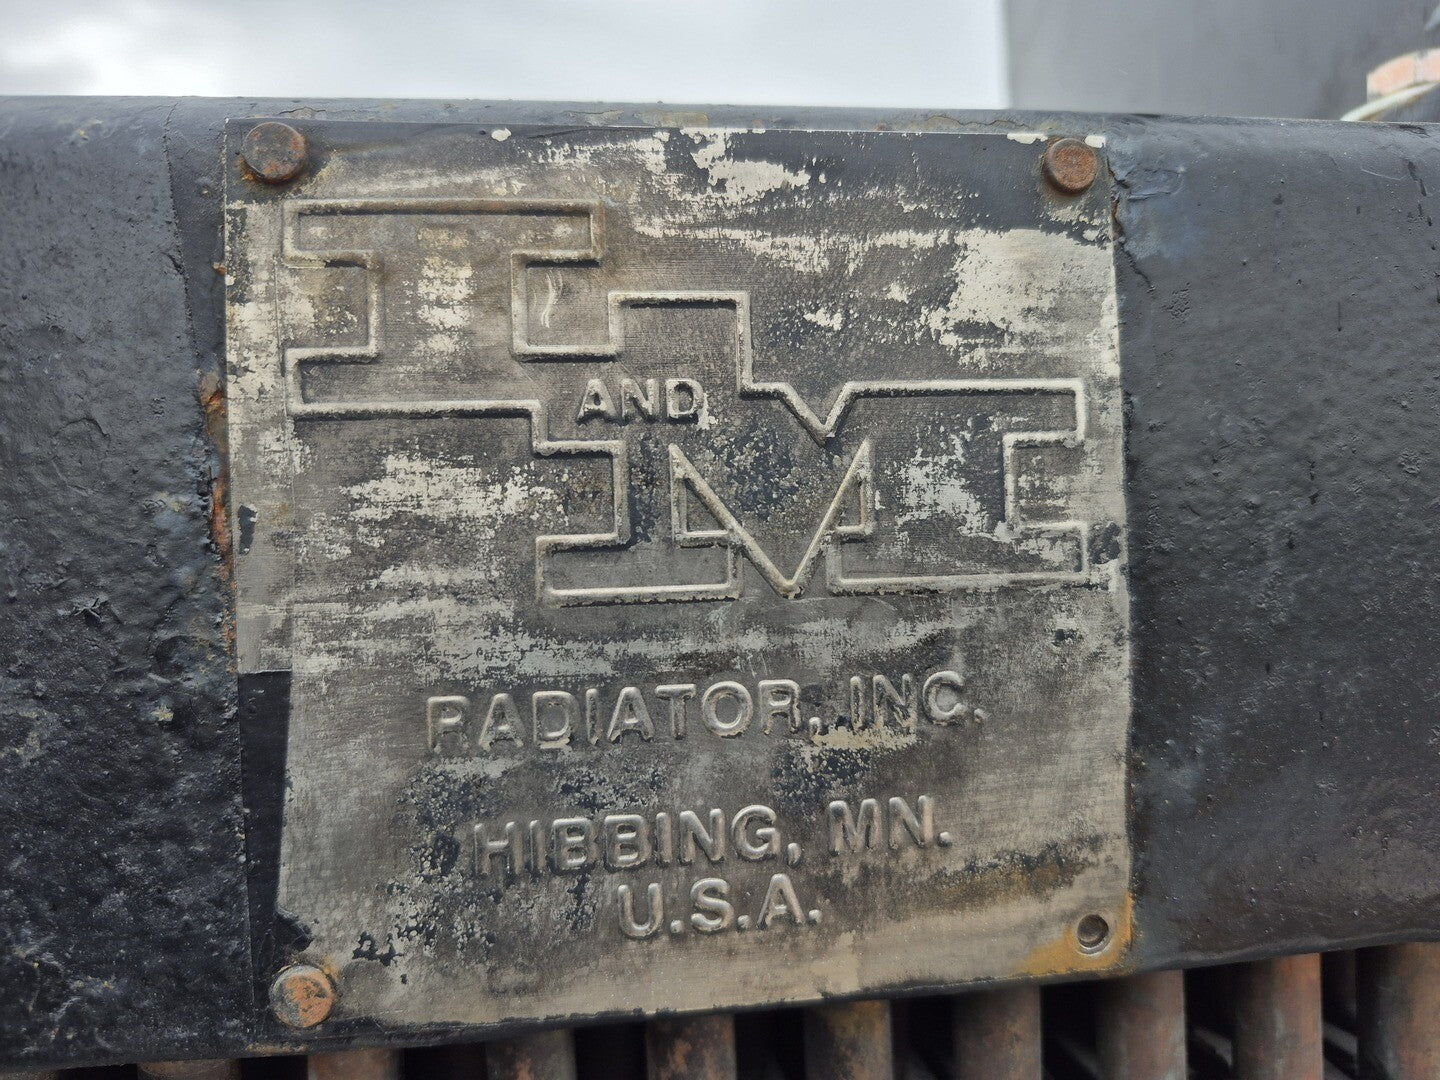 L
AND
M
RADIATOR, INC.
HIBBING, MN.
U.S.A.